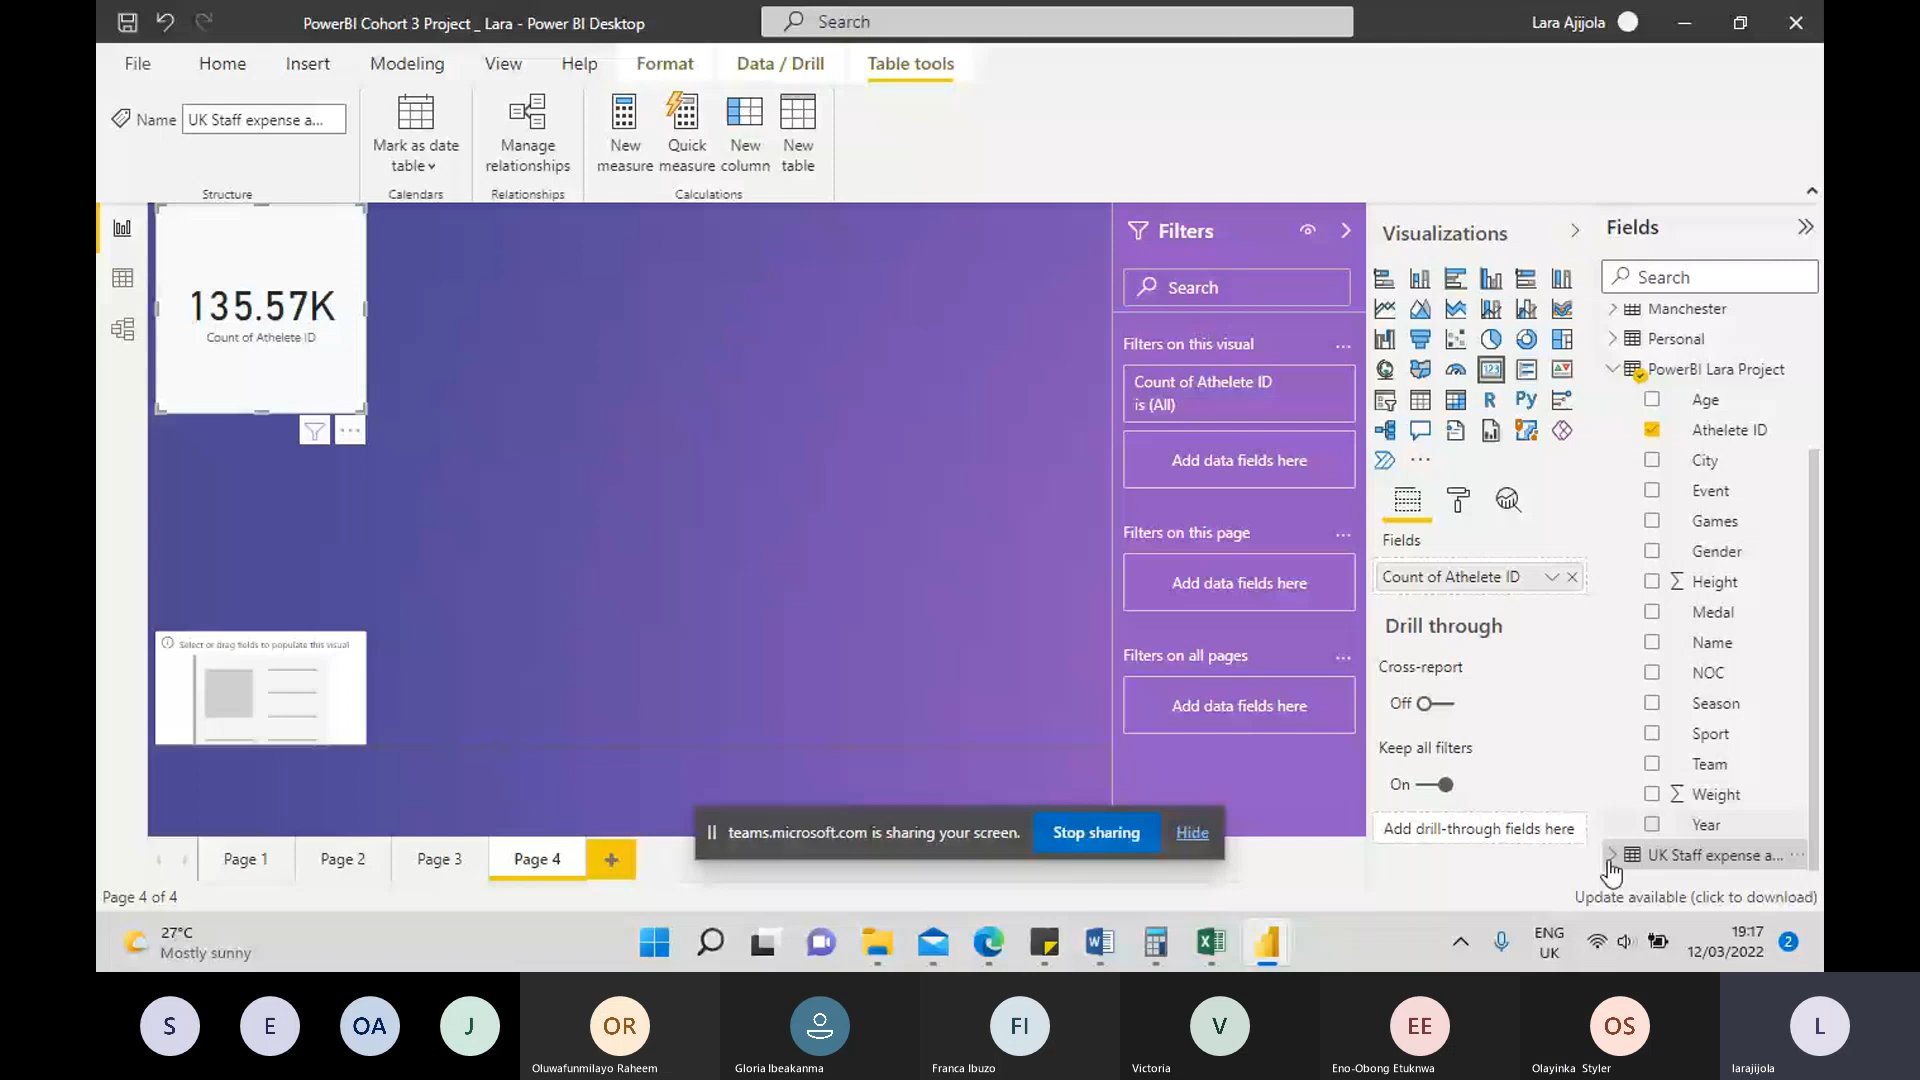 PowerBI Cohort 3 Project _ Lara - Power BI Desktop
Search
Lara Ajijola
File
Home
Insert
Modeling
View
Help
Format
Data / Drill
Table tools
Name
UK Staff expense a...
Mark as date
table
Manage
relationships
New
measure
Quick
measure
New
column
New
table
Structure
Calendars
Relationships
Calculations
135.57K
Count of Athelete ID
Select or drag fields to populate this visual
Filters
Search
Filters on this visual
...
Count of Athelete ID
is (All)
Add data fields here
Filters on this page
...
Add data fields here
Filters on all pages
...
Add data fields here
Visualizations
123
R
Py
...
Fields
Count of Athelete ID
Drill through
Cross-report
Off
Keep all filters
On
Add drill-through fields here
Fields
Search
Manchester
Personal
PowerBI Lara Project
Age
Athelete ID
City
Event
Games
Gender
Height
Medal
Name
NOC
Season
Sport
Team
Weight
Year
UK Staff expense a...
teams.microsoft.com is sharing your screen.
Stop sharing
Hide
Page 1
Page 2
Page 3
Page 4
Page 4 of 4
Update available (click to download)
27°C
Mostly sunny
ENG
UK
19:17
12/03/2022
2
S
E
OA
J
OR
Oluwafunmilayo Raheem
Gloria Ibeakanma
FI
Franca Ibuzo
V
Victoria
EE
Eno-Obong Etuknwa
OS
Olayinka Styler
L
larajijola